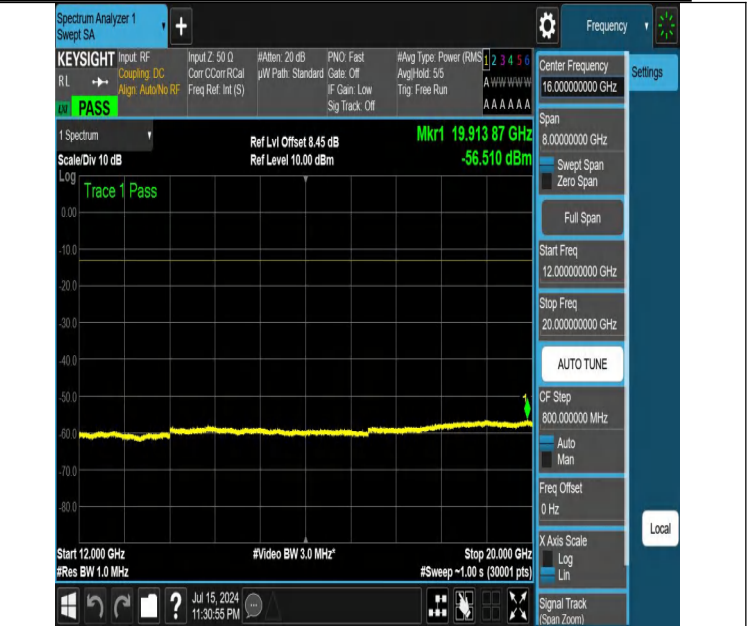 Spectrum Analyzer 1
Swept SA
+
Frequency
KEYSIGHT
RL
LXI
PASS
Input: RF
Coupling: DC
Align: Auto/No RF
Input Z: 50 Ω
Corr CCorr RCal
Freq Ref: Int (S)
#Atten: 20 dB
µW Path: Standard
PNO: Fast
Gate: Off
IF Gain: Low
Sig Track: Off
#Avg Type: Power (RMS
Avg|Hold: 5/5
Trig: Free Run
1 2 3 4 5 6
A W W W W W
A A A A A A
1 Spectrum
Scale/Div 10 dB
Ref Lvl Offset 8.45 dB
Ref Level 10.00 dBm
Mkr1 19.913 87 GHz
-56.510 dBm
Log
Trace 1 Pass
0.00
-10.0
-20.0
-30.0
-40.0
-50.0
-60.0
-70.0
-80.0
1
Start 12.000 GHz
#Res BW 1.0 MHz
#Video BW 3.0 MHz*
Stop 20.000 GHz
#Sweep ~1.00 s (30001 pts)
Center Frequency
16.000000000 GHz
Settings
Span
8.00000000 GHz
Swept Span
Zero Span
Full Span
Start Freq
12.000000000 GHz
Stop Freq
20.000000000 GHz
AUTO TUNE
CF Step
800.000000 MHz
Auto
Man
Freq Offset
0 Hz
Local
X Axis Scale
Log
Lin
Signal Track
(Span Zoom)
?
Jul 15, 2024
11:30:55 PM